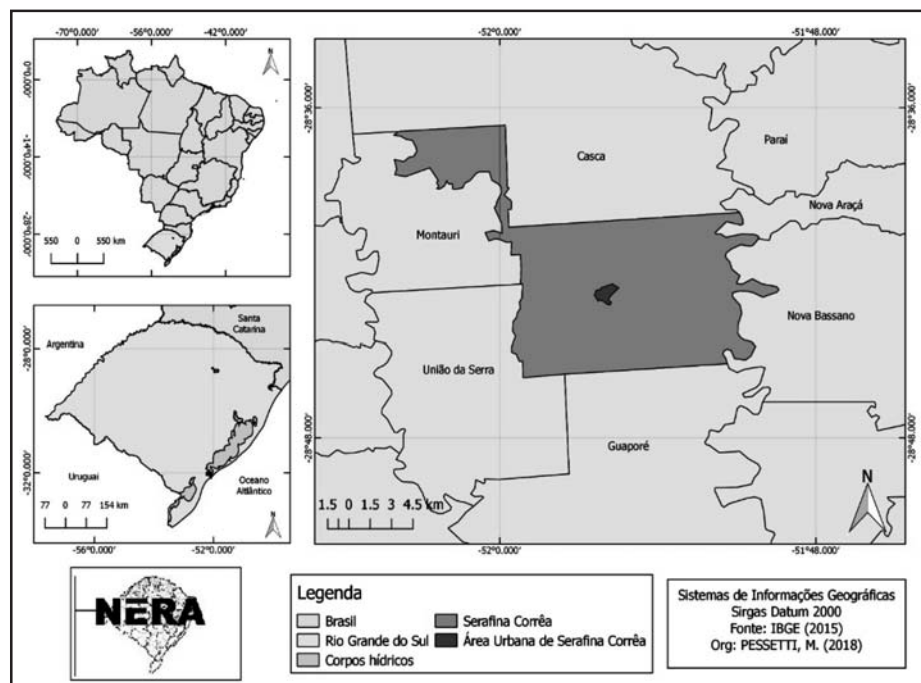 -70°0.000' -56°0.000' -42°0.000'
0°0.000'
-14°0.000'
-28°0.000'
N
550 0 550 km
Argentina
Santa
Catarina
-28°0.000'
-32°0.000'
Uruguai
Oceano
Altlântico
77 0 77 154 km
N
-56°0.000' -52°0.000'
-52°0.000' -51°48.000'
-28°36.000'
-28°36.000'
Casca
Paraí
Nova Araçá
Montauri
Nova Bassano
União da Serra
Guaporé
-28°48.000'
-28°48.000'
N
1.5 0 1.5 3 4.5 km
-52°0.000' -51°48.000'
NERA
Legenda
Brasil
Rio Grande do Sul
Corpos hídricos
Serafina Corrêa
Área Urbana de Serafina Corrêa
Sistemas de Informações Geográficas
Sirgas Datum 2000
Fonte: IBGE (2015)
Org: PESSETTI, M. (2018)